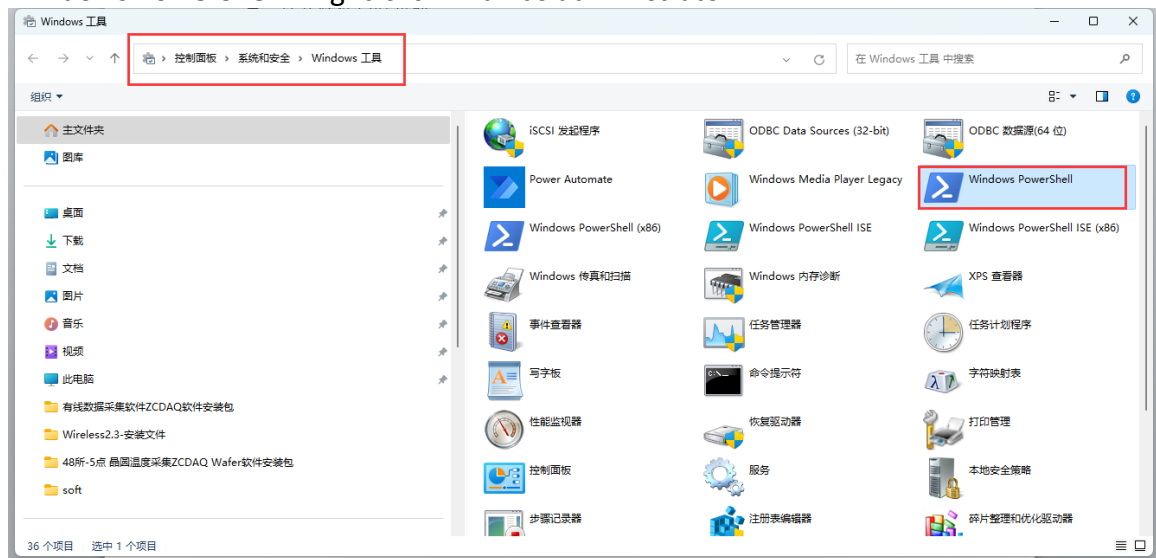 Windows 工具
控制面板 › 系统和安全 › Windows 工具
在 Windows 工具 中搜索
组织
主文件夹
图库
桌面
下载
文档
图片
音乐
视频
此电脑
有线数据采集软件ZCDAQ软件安装包
Wireless2.3-安装文件
48所-5点 晶圆温度采集ZCDAQ Wafer软件安装包
soft
iSCSI 发起程序
ODBC Data Sources (32-bit)
ODBC 数据源(64 位)
Power Automate
Windows Media Player Legacy
Windows PowerShell
Windows PowerShell (x86)
Windows PowerShell ISE
Windows PowerShell ISE (x86)
Windows 传真和扫描
Windows 内存诊断
XPS 查看器
事件查看器
任务管理器
任务计划程序
写字板
命令提示符
字符映射表
性能监视器
恢复驱动器
打印管理
控制面板
服务
本地安全策略
步骤记录器
注册表编辑器
碎片整理和优化驱动器
36 个项目
选中 1 个项目